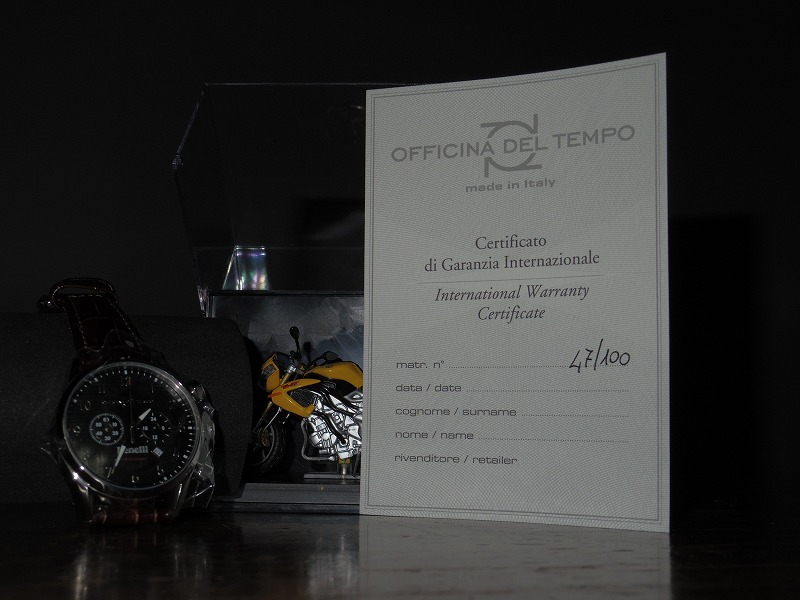 OFFICINA DEL TEMPO
made in Italy
Certificato
di Garanzia Internazionale
International Warranty
Certificate
matr. n° 47/100
data / date
cognome / surname
nome / name
rivenditore / retailer